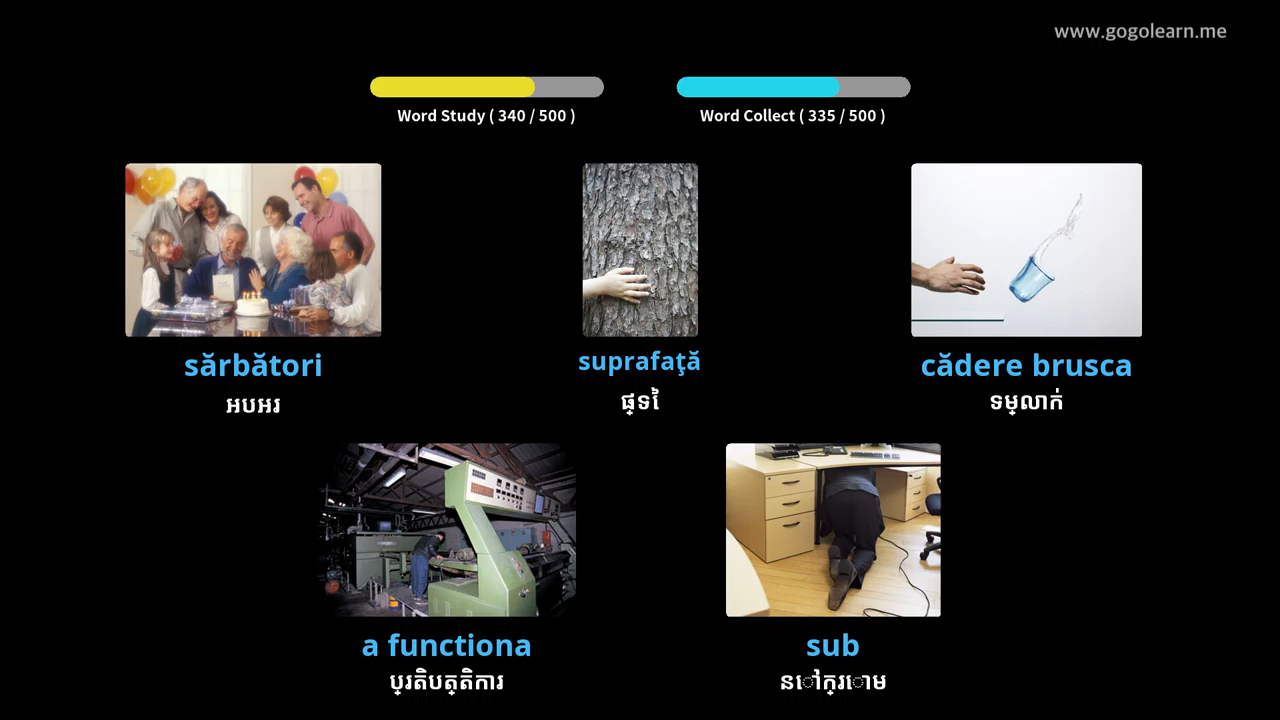 www.gogolearn.me
Word Study ( 340 / 500 )
Word Collect ( 335 / 500 )
sărbători
អបអរ
suprafaţă
ផ្ទៃ
cădere brusca
ទម្លាក់
a functiona
ប្រតិបត្តិការ
sub
នៅក្រោម